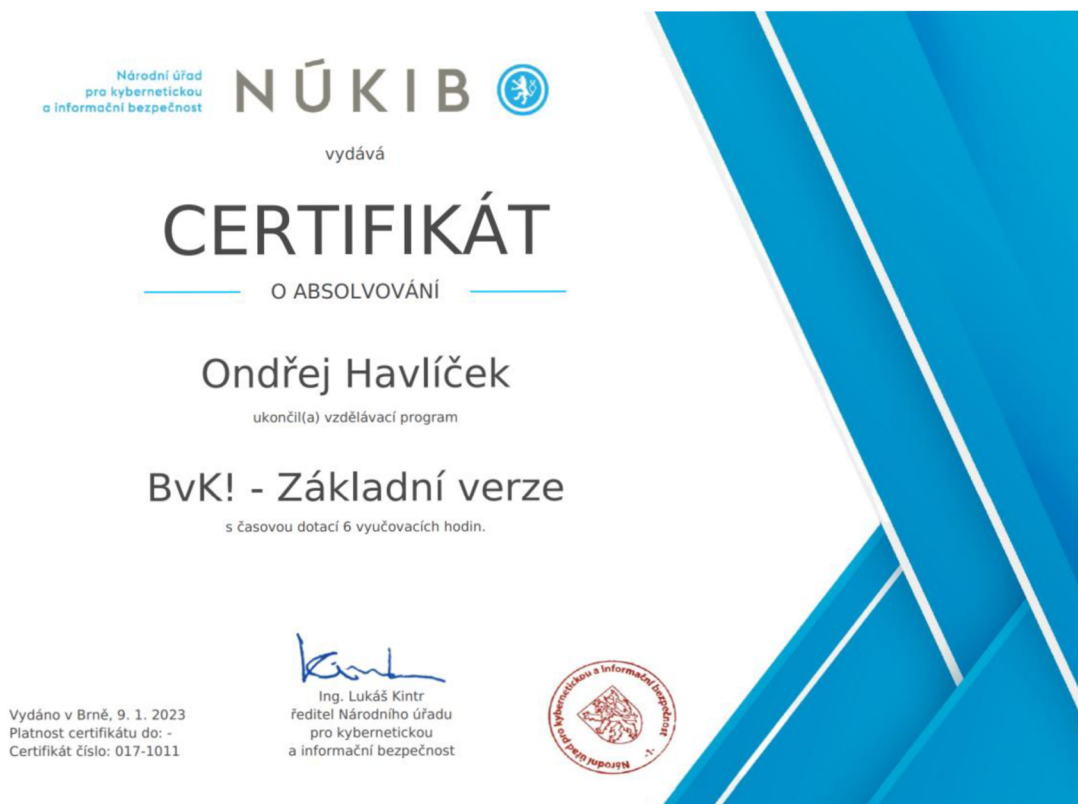 Národní úřad
pro kybernetickou
a informační bezpečnost
NÚKIB
vydává
CERTIFIKÁT
O ABSOLVOVÁNÍ
Ondřej Havlíček
ukončil(a) vzdělávací program
BvK! - Základní verze
s časovou dotací 6 vyučovacích hodin.
Vydáno v Brně, 9. 1. 2023
Platnost certifikátu do: -
Certifikát číslo: 017-1011
Ing. Lukáš Kintr
ředitel Národního úřadu
pro kybernetickou
a informační bezpečnost
Národní úřad pro kybernetickou a informační bezpečnost
-1-